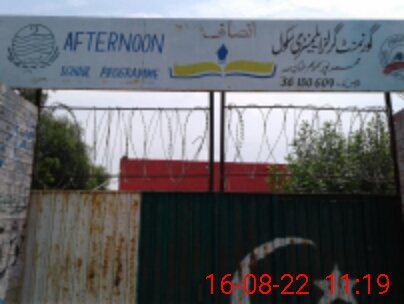 AFTERNOON
SCHOOL PROGRAMME
انصاف
گورنمنٹ گرلز ایلیمنٹری سکول
36110609
16-08-22 11:19